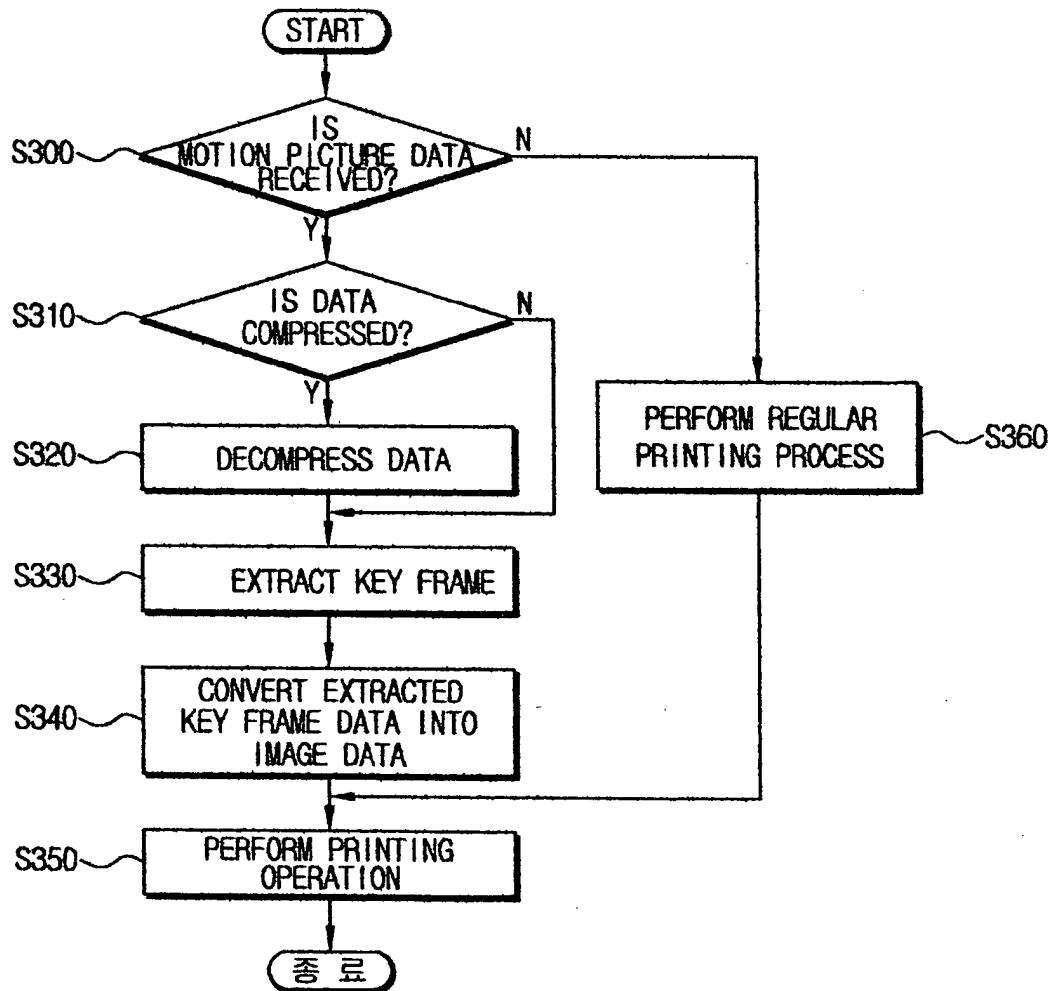 START
S300
IS
MOTION PICTURE DATA
RECEIVED?
N
Y
S310
IS DATA
COMPRESSED?
N
Y
S320
DECOMPRESS DATA
PERFORM REGULAR
PRINTING PROCESS
S360
S330
EXTRACT KEY FRAME
S340
CONVERT EXTRACTED
KEY FRAME DATA INTO
IMAGE DATA
S350
PERFORM PRINTING
OPERATION
종 료